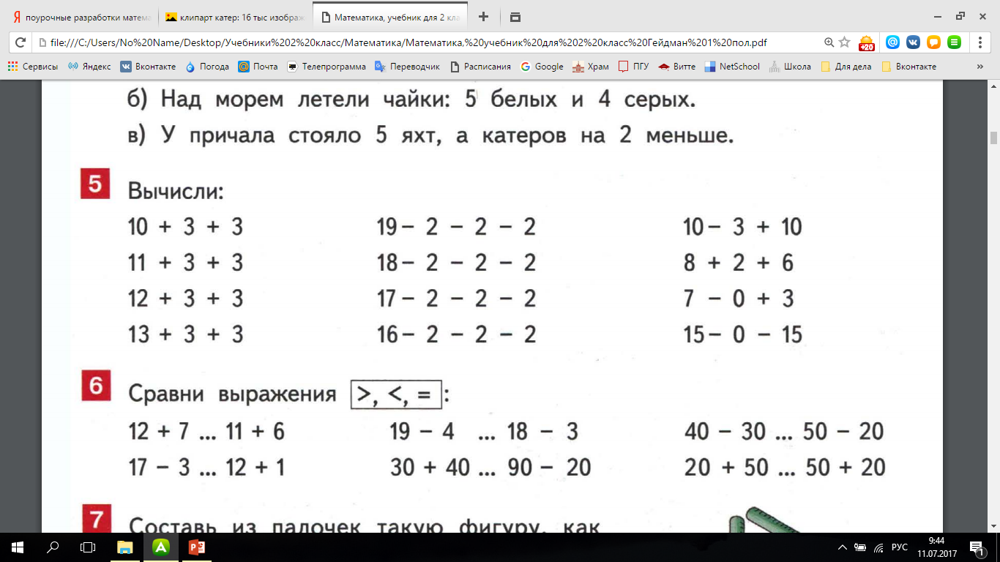 поурочные разработки матема
клипарт катер: 16 тыс изображ
Математика, учебник для 2 кла
file:///C:/Users/No%20Name/Desktop/Учебники%202%20класс/Математика/Математика,%20учебник%20для%202%20класс%20Гейдман%201%20пол.pdf
+20
Сервисы Яндекс Вконтакте Погода Почта Телепрограмма Переводчик Расписания Google Храм ПГУ Витте NetSchool Школа Для дела Вконтакте »
б) Над морем летели чайки: 5 белых и 4 серых.
в) У причала стояло 5 яхт, а катеров на 2 меньше.
5 Вычисли:
10 + 3 + 3 19 – 2 – 2 – 2 10 – 3 + 10
11 + 3 + 3 18 – 2 – 2 – 2 8 + 2 + 6
12 + 3 + 3 17 – 2 – 2 – 2 7 – 0 + 3
13 + 3 + 3 16 – 2 – 2 – 2 15 – 0 – 15
6 Сравни выражения >, <, = :
12 + 7 ... 11 + 6 19 – 4 ... 18 – 3 40 – 30 ... 50 – 20
17 – 3 ... 12 + 1 30 + 40 ... 90 – 20 20 + 50 ... 50 + 20
7 Составь из палочек такую фигуру, как
РУС
9:44
11.07.2017
1